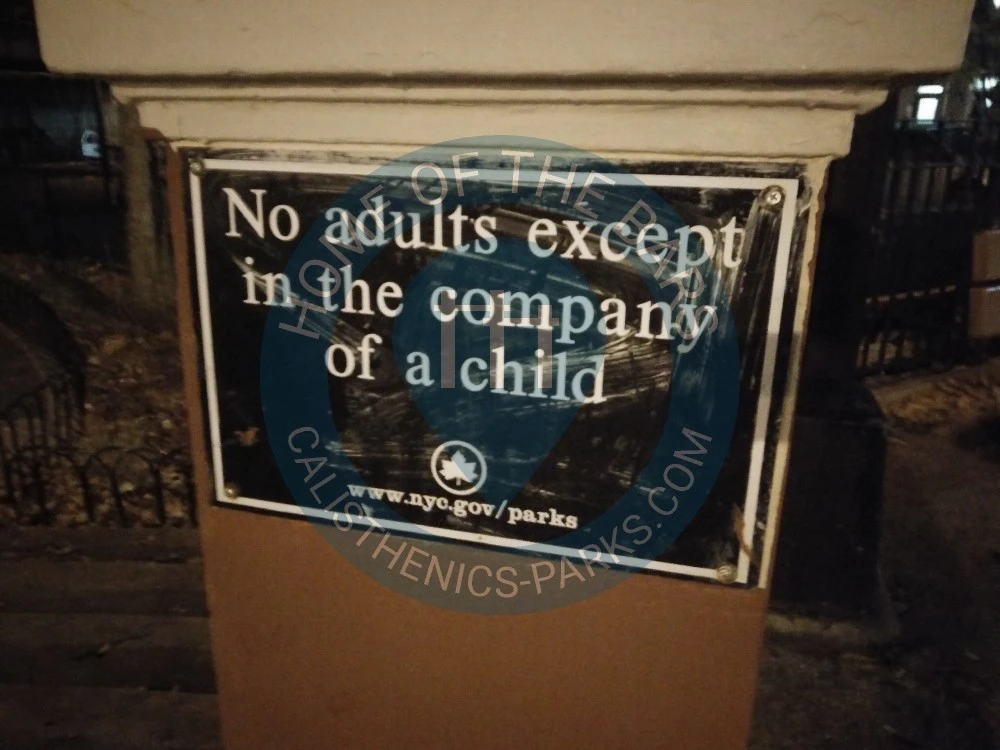 No adults except
in the company
of a child
www.nyc.gov/parks
HOME OF THE BARS
CALISTHENICS-PARKS.COM